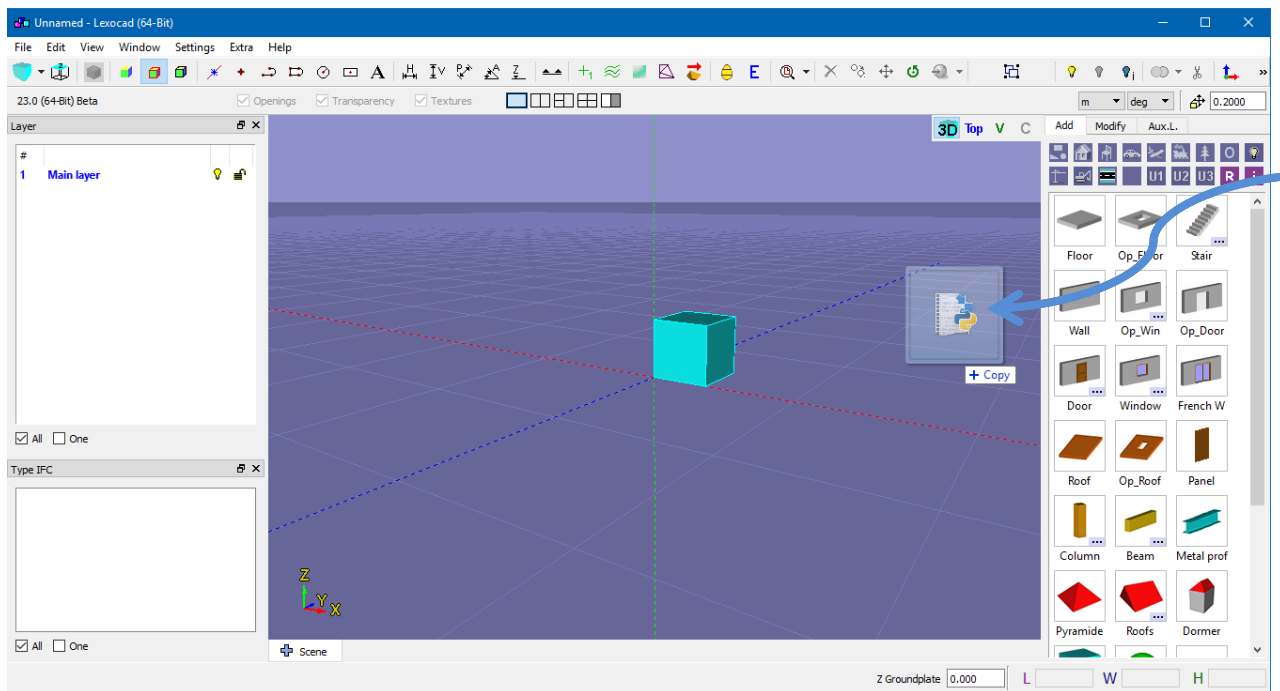 Unnamed - Lexocad (64-Bit)
File Edit View Window Settings Extra Help
A H E
23.0 (64-Bit) Beta Openings Transparency Textures m deg 0.2000
Layer 3D Top V C Add Modify Aux.L.
#
1 Main layer
O
U1 U2 U3 R i
Floor Op_Floor Stair
Wall Op_Win Op_Door
+ Copy
Door Window French W
All One
Type IFC
Roof Op_Roof Panel
Column Beam Metal prof
Z
Y
X
Pyramide Roofs Dormer
All One
Scene
Z Groundplate 0.000 L W H